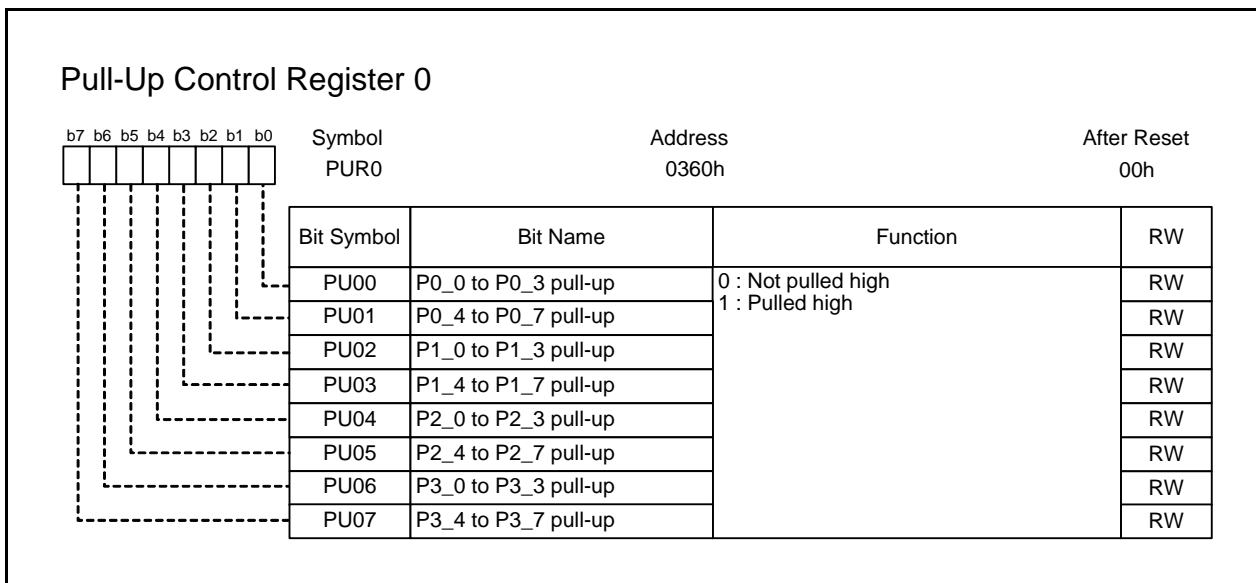 Pull-Up Control Register 0
b7 b6 b5 b4 b3 b2 b1 b0
Symbol Address After Reset
PUR0 0360h 00h
Bit Symbol Bit Name Function RW
PU00 P0_0 to P0_3 pull-up 0 : Not pulled high RW
1 : Pulled high
PU01 P0_4 to P0_7 pull-up RW
PU02 P1_0 to P1_3 pull-up RW
PU03 P1_4 to P1_7 pull-up RW
PU04 P2_0 to P2_3 pull-up RW
PU05 P2_4 to P2_7 pull-up RW
PU06 P3_0 to P3_3 pull-up RW
PU07 P3_4 to P3_7 pull-up RW